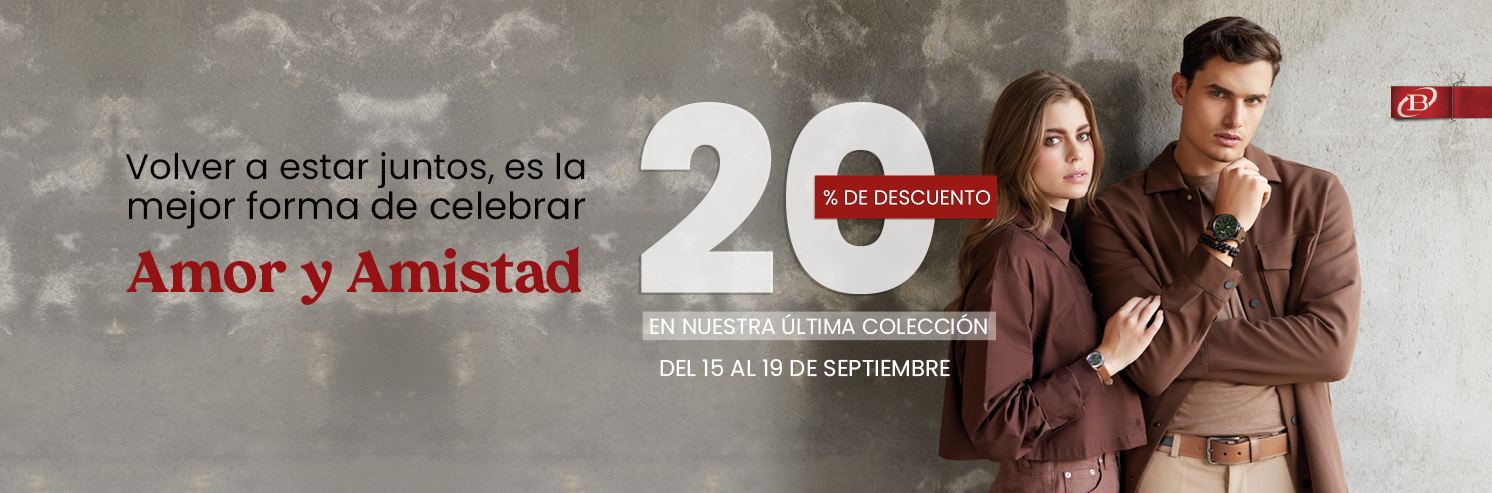 Volver a estar juntos, es la
mejor forma de celebrar
Amor y Amistad
20
% DE DESCUENTO
EN NUESTRA ÚLTIMA COLECCIÓN
DEL 15 AL 19 DE SEPTIEMBRE
B